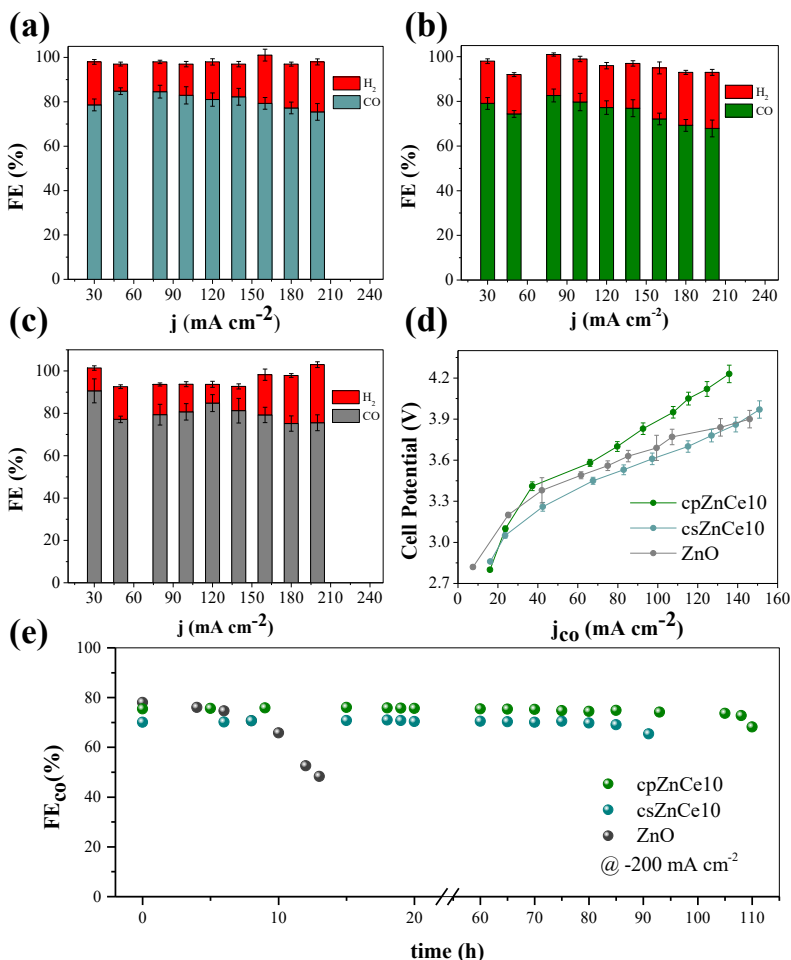 (a)
100
80
60
40
20
0
FE (%)
H2
CO
30 60 90 120 150 180 210 240
j (mA cm-2)
(b)
100
80
60
40
20
0
FE (%)
H2
CO
30 60 90 120 150 180 210 240
j (mA cm-2)
(c)
100
80
60
40
20
0
FE (%)
H2
CO
30 60 90 120 150 180 210 240
j (mA cm-2)
(d)
4.2
3.9
3.6
3.3
3.0
2.7
Cell Potential (V)
cpZnCe10
csZnCe10
ZnO
0 20 40 60 80 100 120 140 160
jco (mA cm-2)
(e)
100
80
60
40
20
0
FEco(%)
cpZnCe10
csZnCe10
ZnO
@ -200 mA cm-2
0 10 20 60 70 80 90 100 110
time (h)